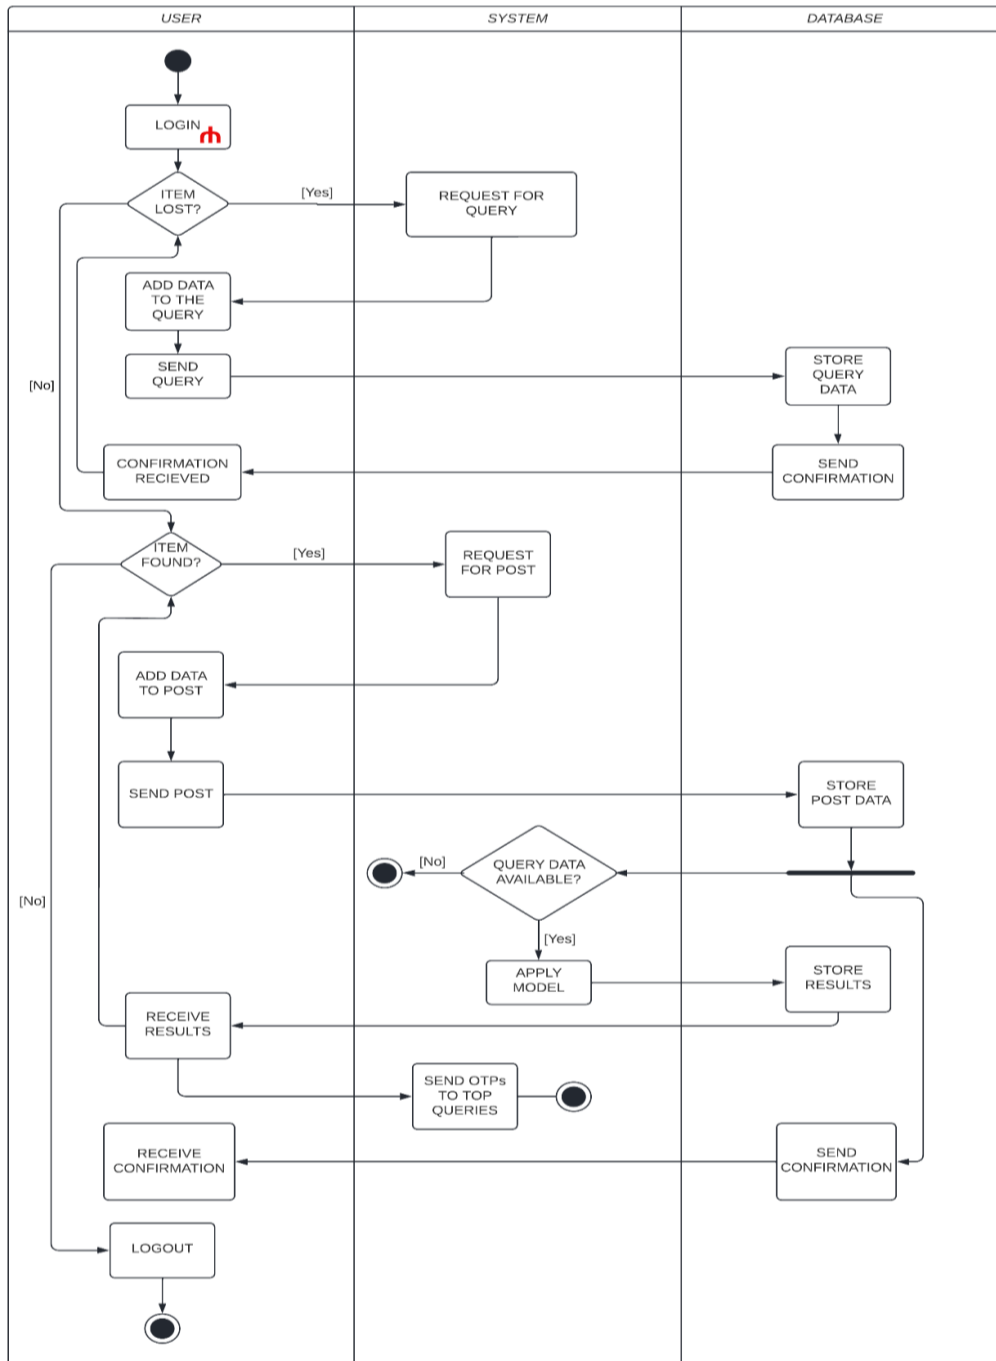 USER
SYSTEM
DATABASE
LOGIN
ITEM
LOST?
[Yes]
REQUEST FOR
QUERY
ADD DATA
TO THE
QUERY
SEND
QUERY
STORE
QUERY
DATA
[No]
CONFIRMATION
RECIEVED
SEND
CONFIRMATION
ITEM
FOUND?
[Yes]
REQUEST
FOR POST
ADD DATA
TO POST
SEND POST
STORE
POST DATA
QUERY DATA
AVAILABLE?
[No]
[No]
[Yes]
APPLY
MODEL
STORE
RESULTS
RECEIVE
RESULTS
SEND OTPs
TO TOP
QUERIES
RECEIVE
CONFIRMATION
SEND
CONFIRMATION
LOGOUT